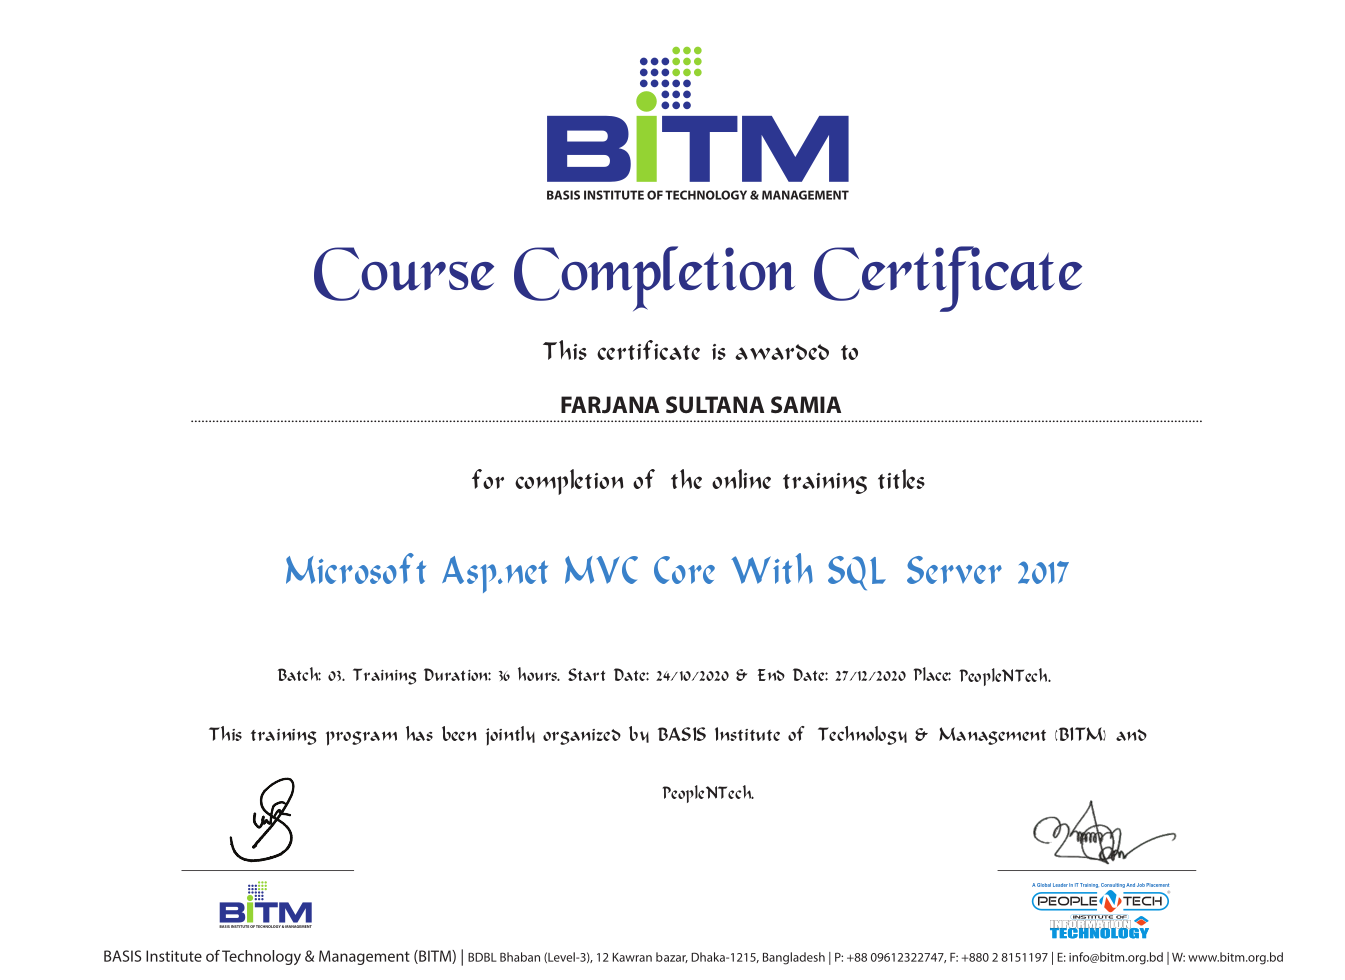 BiTM
BASIS INSTITUTE OF TECHNOLOGY & MANAGEMENT
Course Completion Certificate
This certificate is awarded to
FARJANA SULTANA SAMIA
for completion of the online training titles
Microsoft Asp.net MVC Core With SQL Server 2017
Batch: 03. Training Duration: 36 hours. Start Date: 24/10/2020 & End Date: 27/12/2020 Place: PeopleNTech.
This training program has been jointly organized by BASIS Institute of Technology & Management (BITM) and
PeopleNTech.
BiTM
BASIS INSTITUTE OF TECHNOLOGY & MANAGEMENT
A Global Leader In IT Training, Consulting And Job Placement
PEOPLE N TECH
INSTITUTE OF
INFORMATION
TECHNOLOGY
BASIS Institute of Technology & Management (BITM) | BDBL Bhaban (Level-3), 12 Kawran bazar, Dhaka-1215, Bangladesh | P: +88 09612322747, F: +880 2 8151197 | E: info@bitm.org.bd | W: www.bitm.org.bd